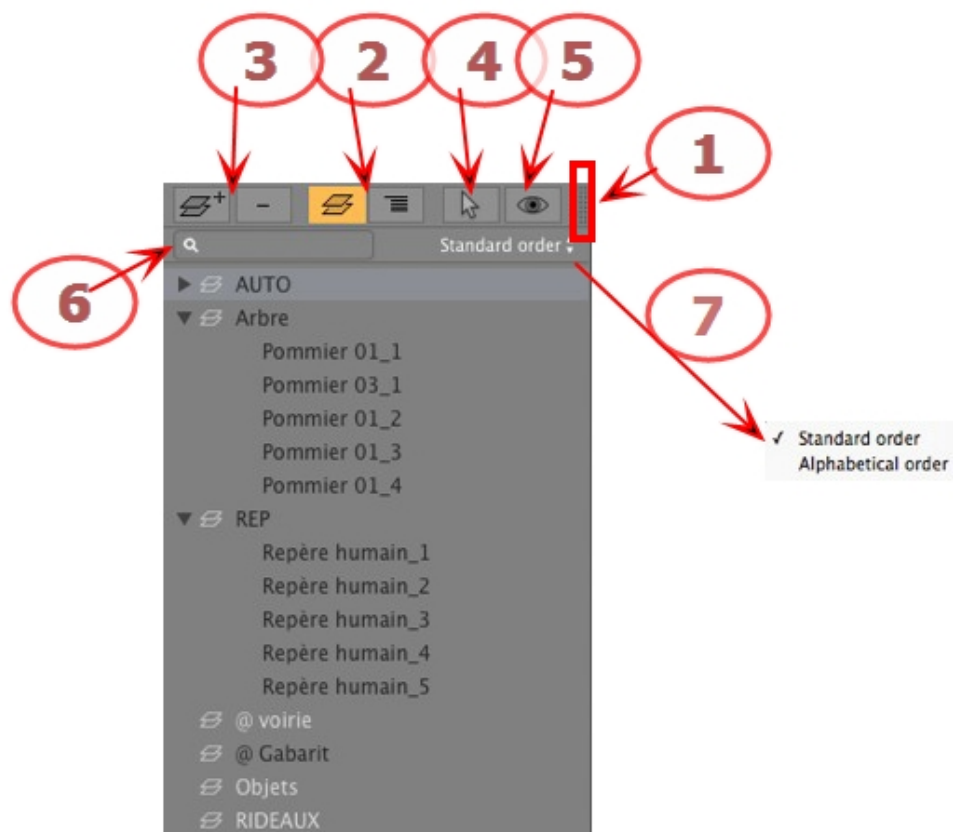 3 2 4 5
1
Standard order
6
AUTO
7
Arbre
Pommier 01_1
Pommier 03_1
Pommier 01_2
Pommier 01_3
Pommier 01_4
✓ Standard order
Alphabetical order
REP
Repère humain_1
Repère humain_2
Repère humain_3
Repère humain_4
Repère humain_5
@ voirie
@ Gabarit
Objets
RIDEAUX